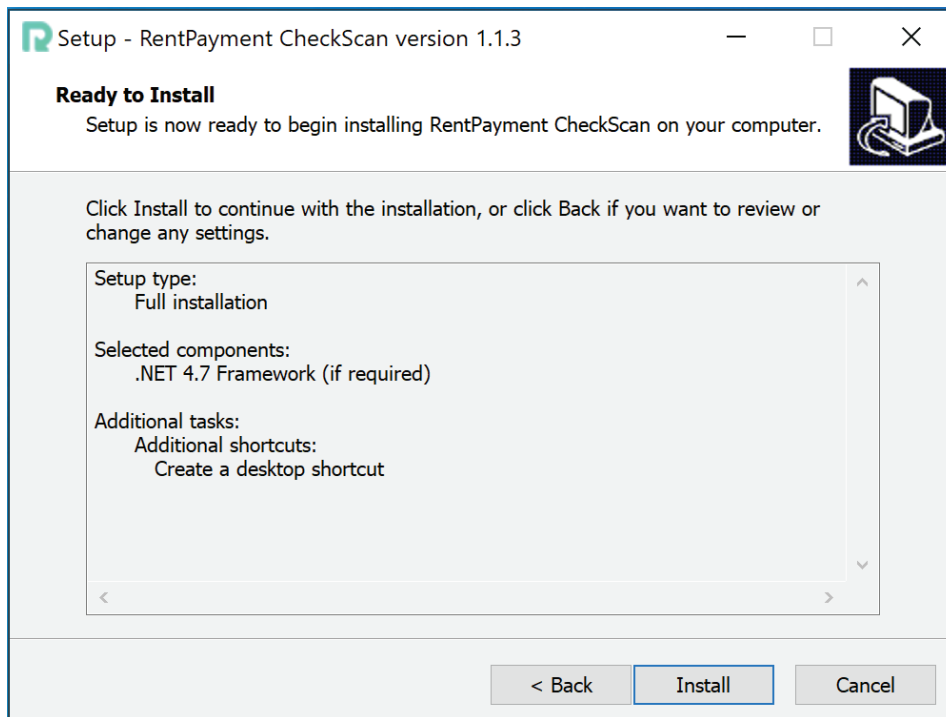 Setup - RentPayment CheckScan version 1.1.3
Ready to Install
Setup is now ready to begin installing RentPayment CheckScan on your computer.
Click Install to continue with the installation, or click Back if you want to review or
change any settings.
Setup type:
Full installation
Selected components:
.NET 4.7 Framework (if required)
Additional tasks:
Additional shortcuts:
Create a desktop shortcut
< Back
Install
Cancel